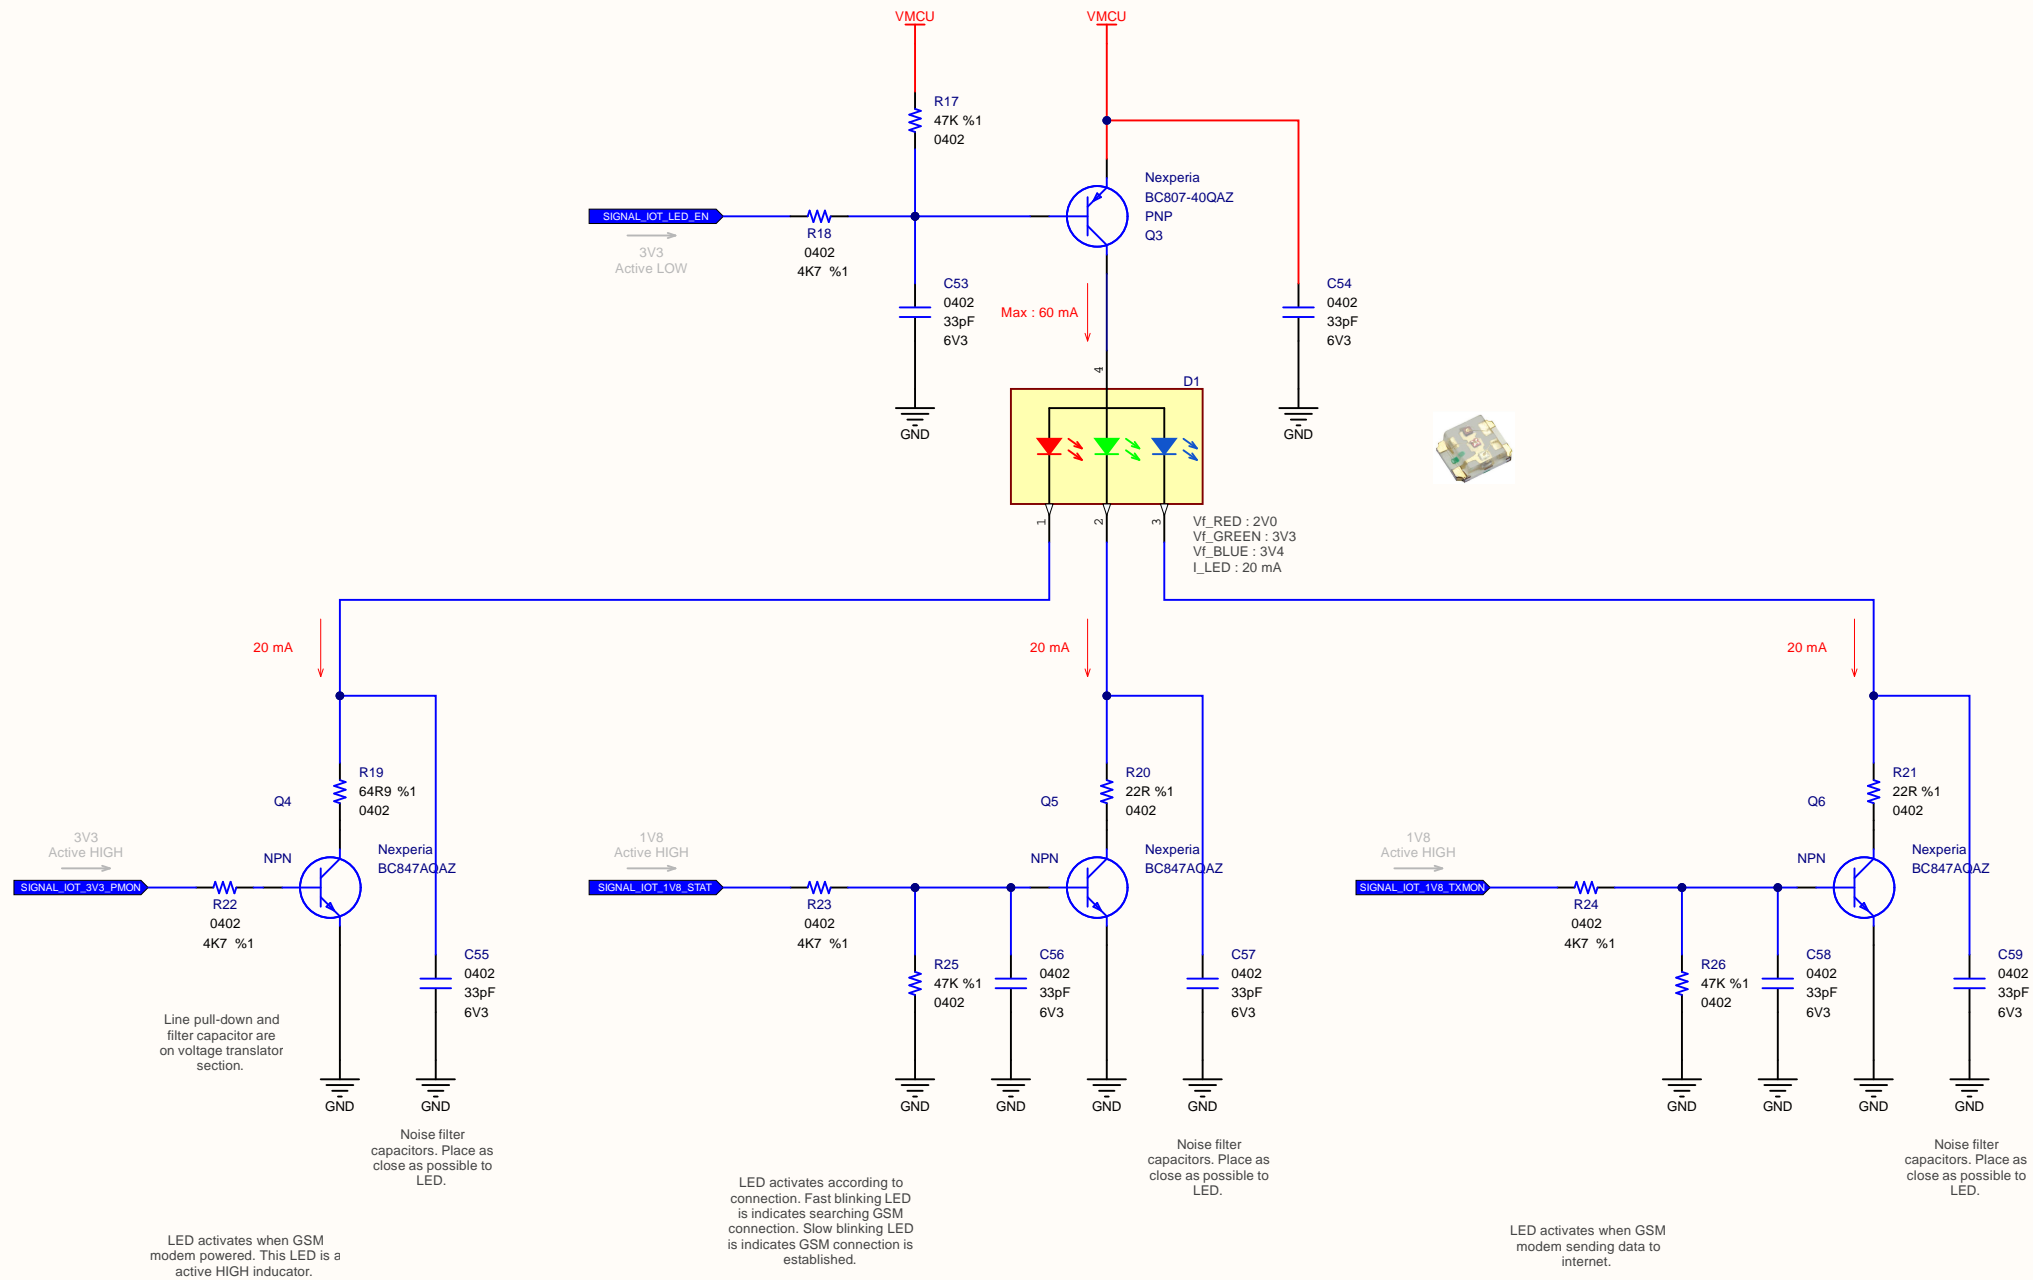 VMCU
VMCU
R17
47K %1
0402
Nexperia
BC807-40QAZ
PNP
Q3
SIGNAL_IOT_LED_EN
3V3
Active LOW
R18
0402
4K7 %1
C53
0402
33pF
6V3
Max : 60 mA
C54
0402
33pF
6V3
GND
GND
4
D1
1
2
3
Vf_RED : 2V0
Vf_GREEN : 3V3
Vf_BLUE : 3V4
I_LED : 20 mA
20 mA
20 mA
20 mA
R19
64R9 %1
0402
Q4
3V3
Active HIGH
NPN
Nexperia
BC847AQAZ
SIGNAL_IOT_3V3_PMON
R22
0402
4K7 %1
C55
0402
33pF
6V3
Line pull-down and
filter capacitor are
on voltage translator
section.
GND
GND
Noise filter
capacitors. Place as
close as possible to
LED.
LED activates when GSM
modem powered. This LED is a
active HIGH inducator.
R20
22R %1
0402
Q5
1V8
Active HIGH
NPN
Nexperia
BC847AQAZ
SIGNAL_IOT_1V8_STAT
R23
0402
4K7 %1
R25
47K %1
0402
C56
0402
33pF
6V3
C57
0402
33pF
6V3
GND
GND
GND
GND
Noise filter
capacitors. Place as
close as possible to
LED.
LED activates according to
connection. Fast blinking LED
is indicates searching GSM
connection. Slow blinking LED
is indicates GSM connection is
established.
R21
22R %1
0402
Q6
1V8
Active HIGH
NPN
Nexperia
BC847AQAZ
SIGNAL_IOT_1V8_TXMON
R24
0402
4K7 %1
R26
47K %1
0402
C58
0402
33pF
6V3
C59
0402
33pF
6V3
GND
GND
GND
GND
Noise filter
capacitors. Place as
close as possible to
LED.
LED activates when GSM
modem sending data to
internet.